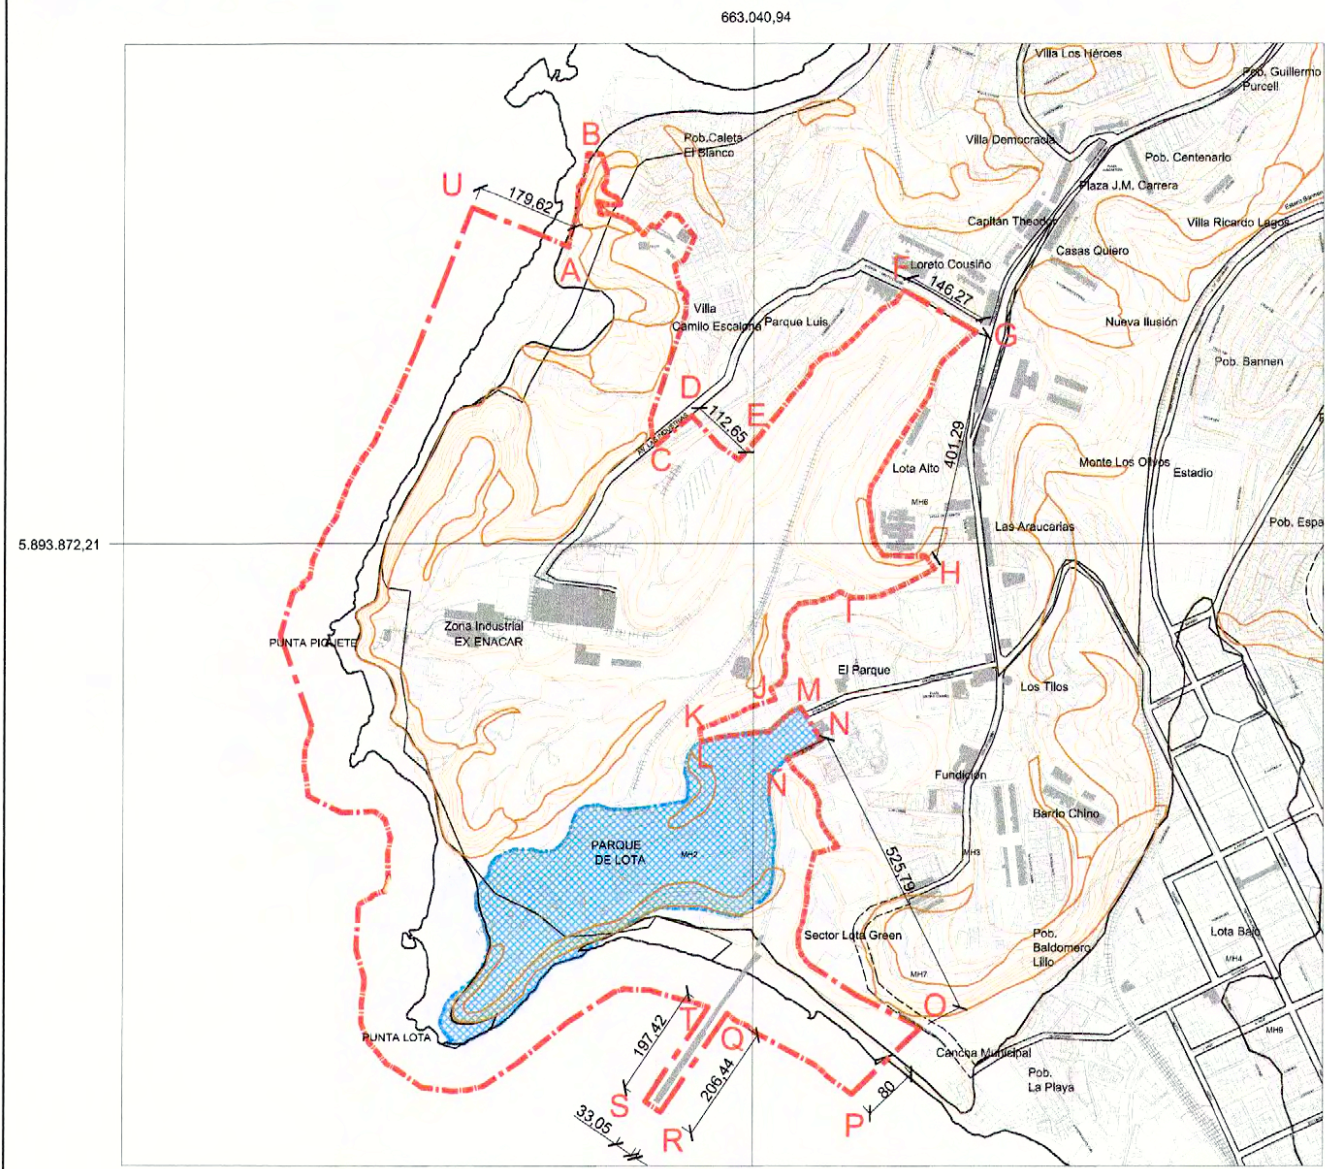 663.040,94
Villa Los Héroes
Pob. Guillermo
Purcell
B
Pob.Caleta
El Blanco
Villa Democracia
Pob. Centenario
U
179,62
Plaza J.M. Carrera
Capitán Theodor
Villa Ricardo Lagos
A
F
Loreto Cousiño
Casas Quiero
146,27
Villa
Camilo Escalona
Parque Luis
G
Nueva Ilusión
Pob. Bannen
D
112,65
E
C
401,29
Lota Alto
Monte Los Olivos
Estadio
MH6
Las Araucarias
Pob. Espa
5.893.872,21
H
I
Zona Industrial
EX ENACAR
PUNTA PIQUETE
El Parque
J
M
Los Tilos
K
N
L
N
Fundición
Barrio Chino
PARQUE
DE LOTA
MH2
525,79
MH3
Sector Lota Green
Pob.
Baldomero
Lillo
Lota Bajo
MH7
MH4
O
T
197,42
Q
PUNTA LOTA
206,44
Cancha Municipal
MH9
Pob.
La Playa
80
S
33,05
R
P